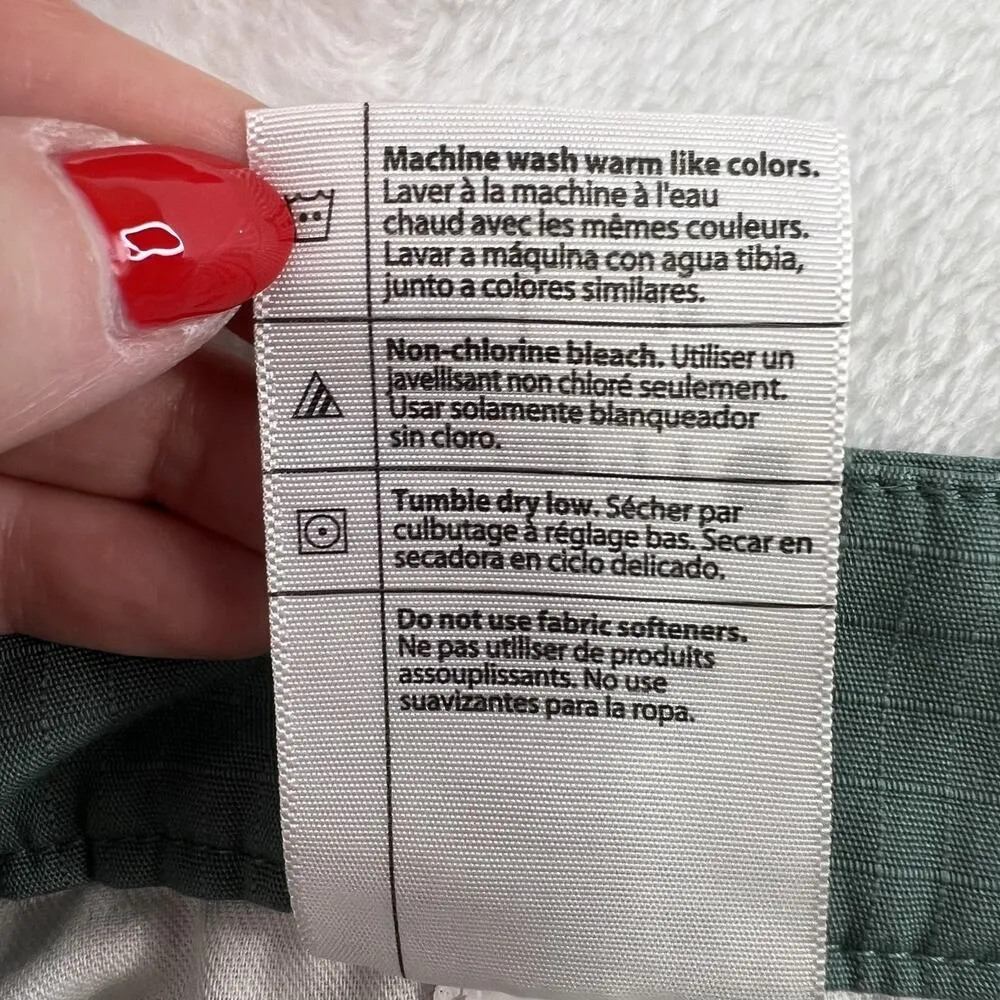 Machine wash warm like colors.
Laver à la machine à l'eau
chaud avec les mêmes couleurs.
Lavar a máquina con agua tibia,
junto a colores similares.
Non-chlorine bleach. Utiliser un
javellisant non chloré seulement.
Usar solamente blanqueador
sin cloro.
Tumble dry low. Sécher par
culbutage à réglage bas. Secar en
secadora en ciclo delicado.
Do not use fabric softeners.
Ne pas utiliser de produits
assouplissants. No use
suavizantes para la ropa.